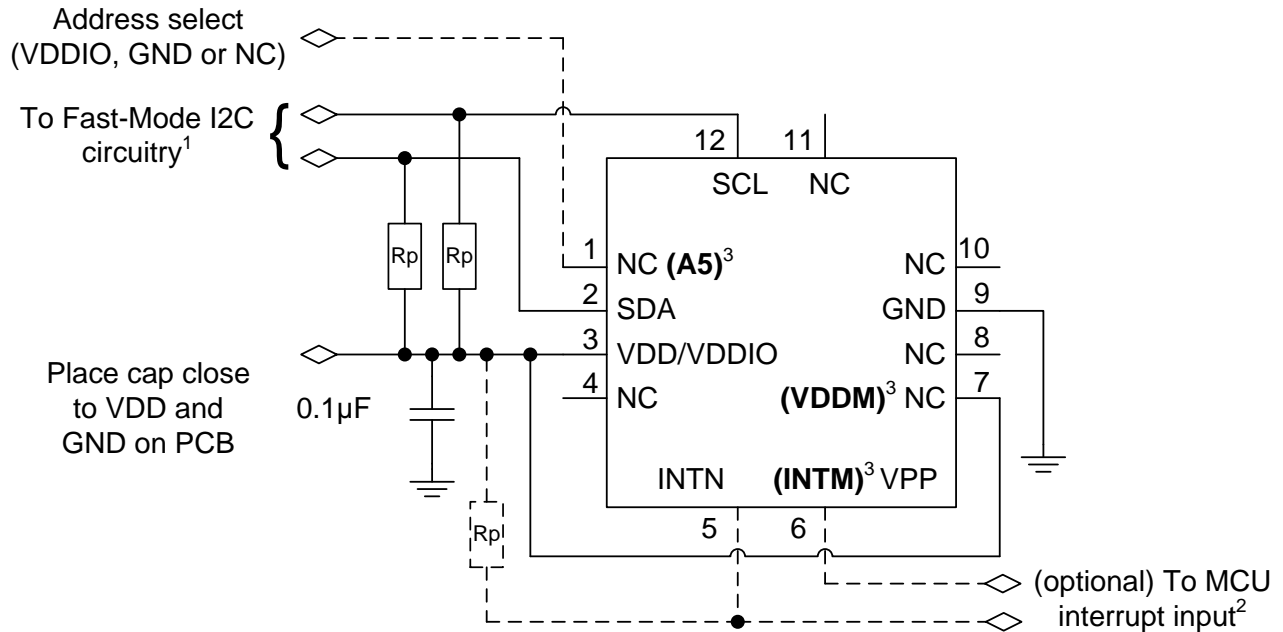 Address select
(VDDIO, GND or NC)
To Fast-Mode I2C
circuitry1
{
12
11
SCL
NC
Rp
Rp
1
NC (A5)3
NC
10
2
SDA
GND
9
3
VDD/VDDIO
NC
8
4
NC
(VDDM)3 NC
7
Place cap close
to VDD and
GND on PCB
0.1µF
INTN
(INTM)3 VPP
5
6
Rp
(optional) To MCU
interrupt input2